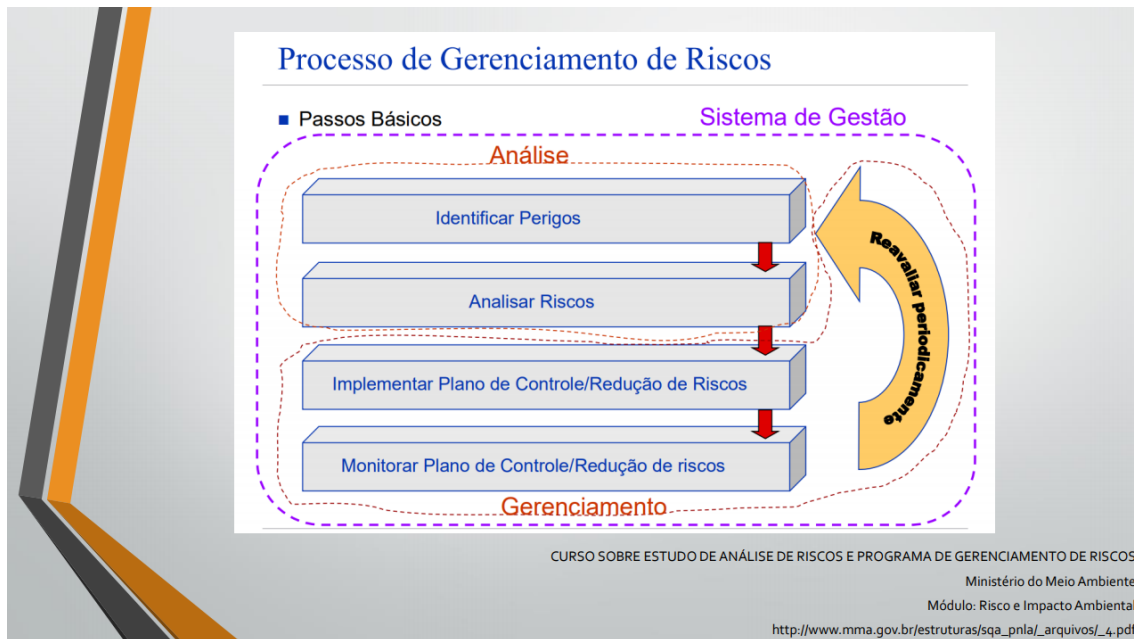 Processo de Gerenciamento de Riscos
Passos Básicos
Sistema de Gestão
Análise
Identificar Perigos
Analisar Riscos
Implementar Plano de Controle/Redução de Riscos
Monitorar Plano de Controle/Redução de riscos
Gerenciamento
Reavaliar periodicamente
CURSO SOBRE ESTUDO DE ANÁLISE DE RISCOS E PROGRAMA DE GERENCIAMENTO DE RISCOS
Ministério do Meio Ambiente
Módulo: Risco e Impacto Ambiental
http://www.mma.gov.br/estruturas/sqa_pnla/_arquivos/_4.pdf